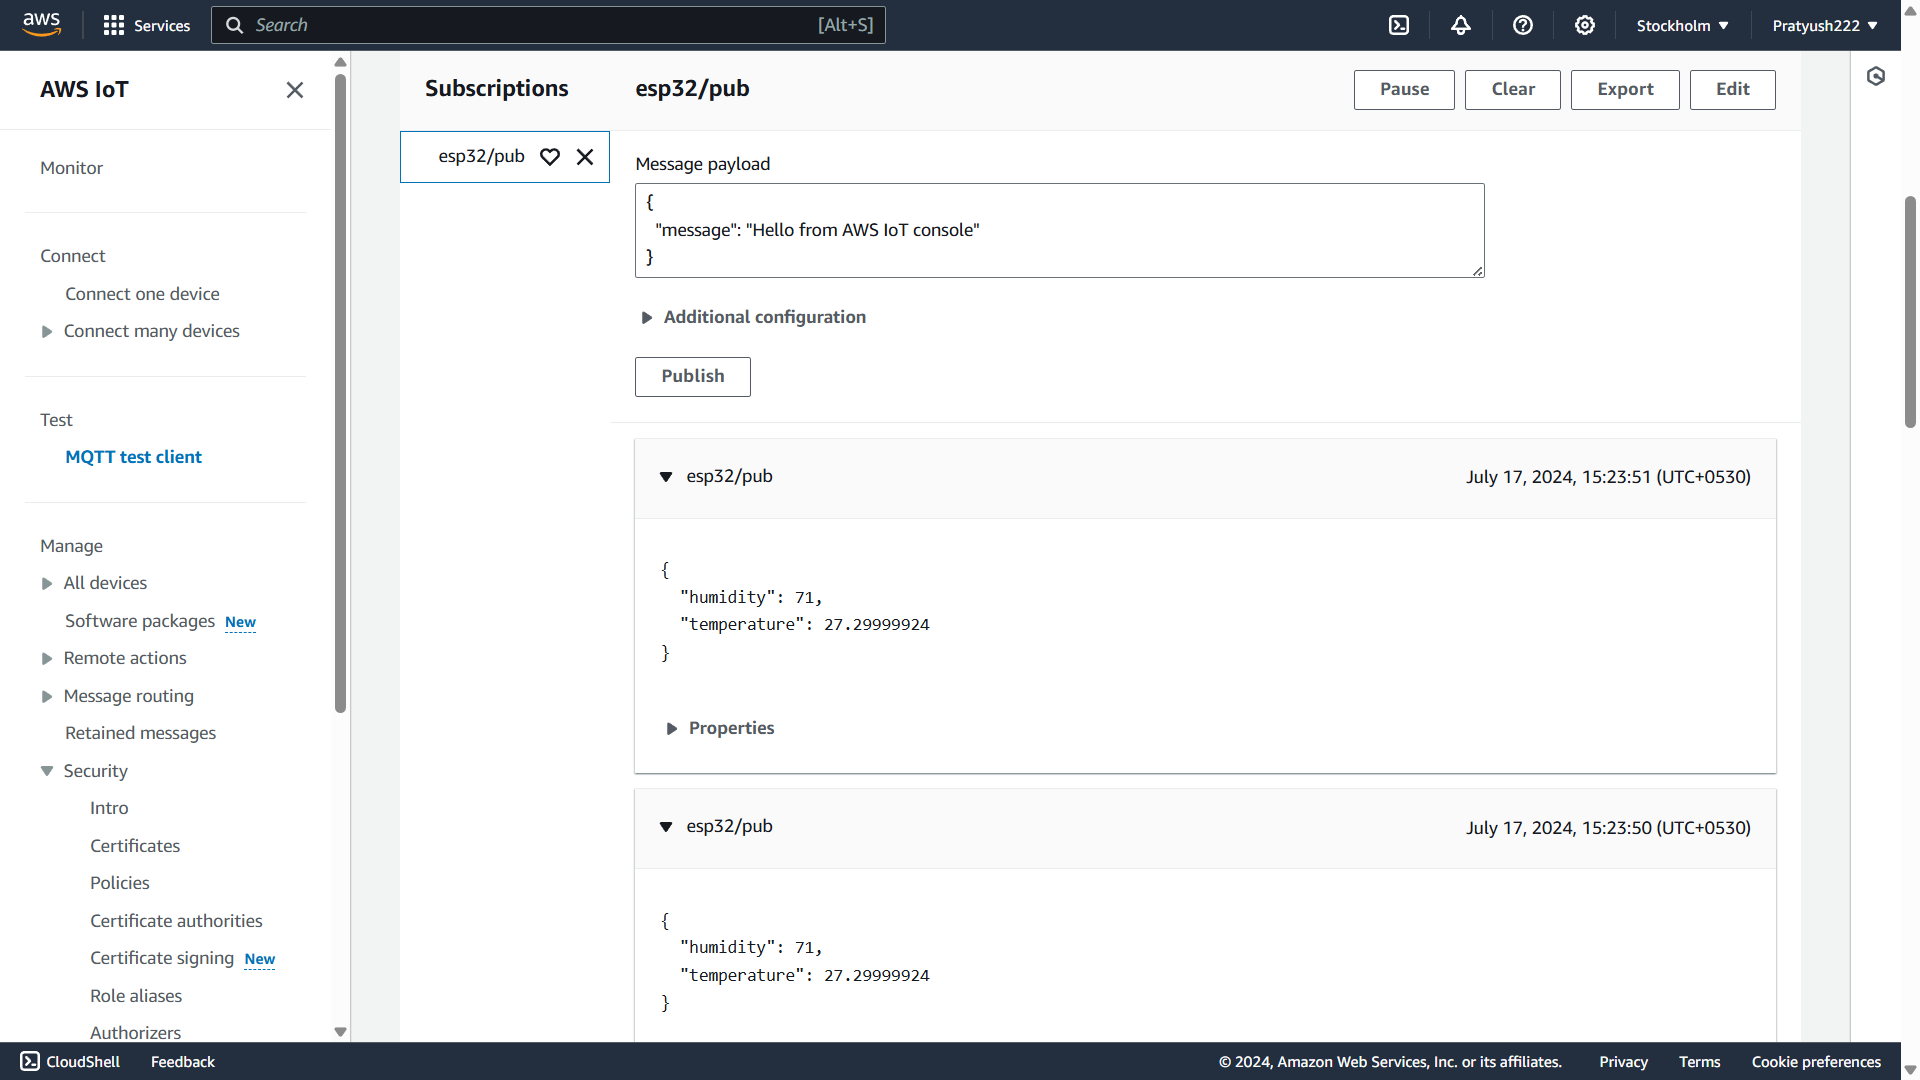 aws
Services
Search [Alt+S]
Stockholm
Pratyush222
AWS IoT
Monitor
Connect
Connect one device
Connect many devices
Test
MQTT test client
Manage
All devices
Software packages New
Remote actions
Message routing
Retained messages
Security
Intro
Certificates
Policies
Certificate authorities
Certificate signing New
Role aliases
Authorizers
Subscriptions
esp32/pub
Pause
Clear
Export
Edit
esp32/pub
Message payload
{
"message": "Hello from AWS IoT console"
}
Additional configuration
Publish
esp32/pub July 17, 2024, 15:23:51 (UTC+0530)
{
"humidity": 71,
"temperature": 27.29999924
}
Properties
esp32/pub July 17, 2024, 15:23:50 (UTC+0530)
{
"humidity": 71,
"temperature": 27.29999924
}
CloudShell Feedback © 2024, Amazon Web Services, Inc. or its affiliates. Privacy Terms Cookie preferences